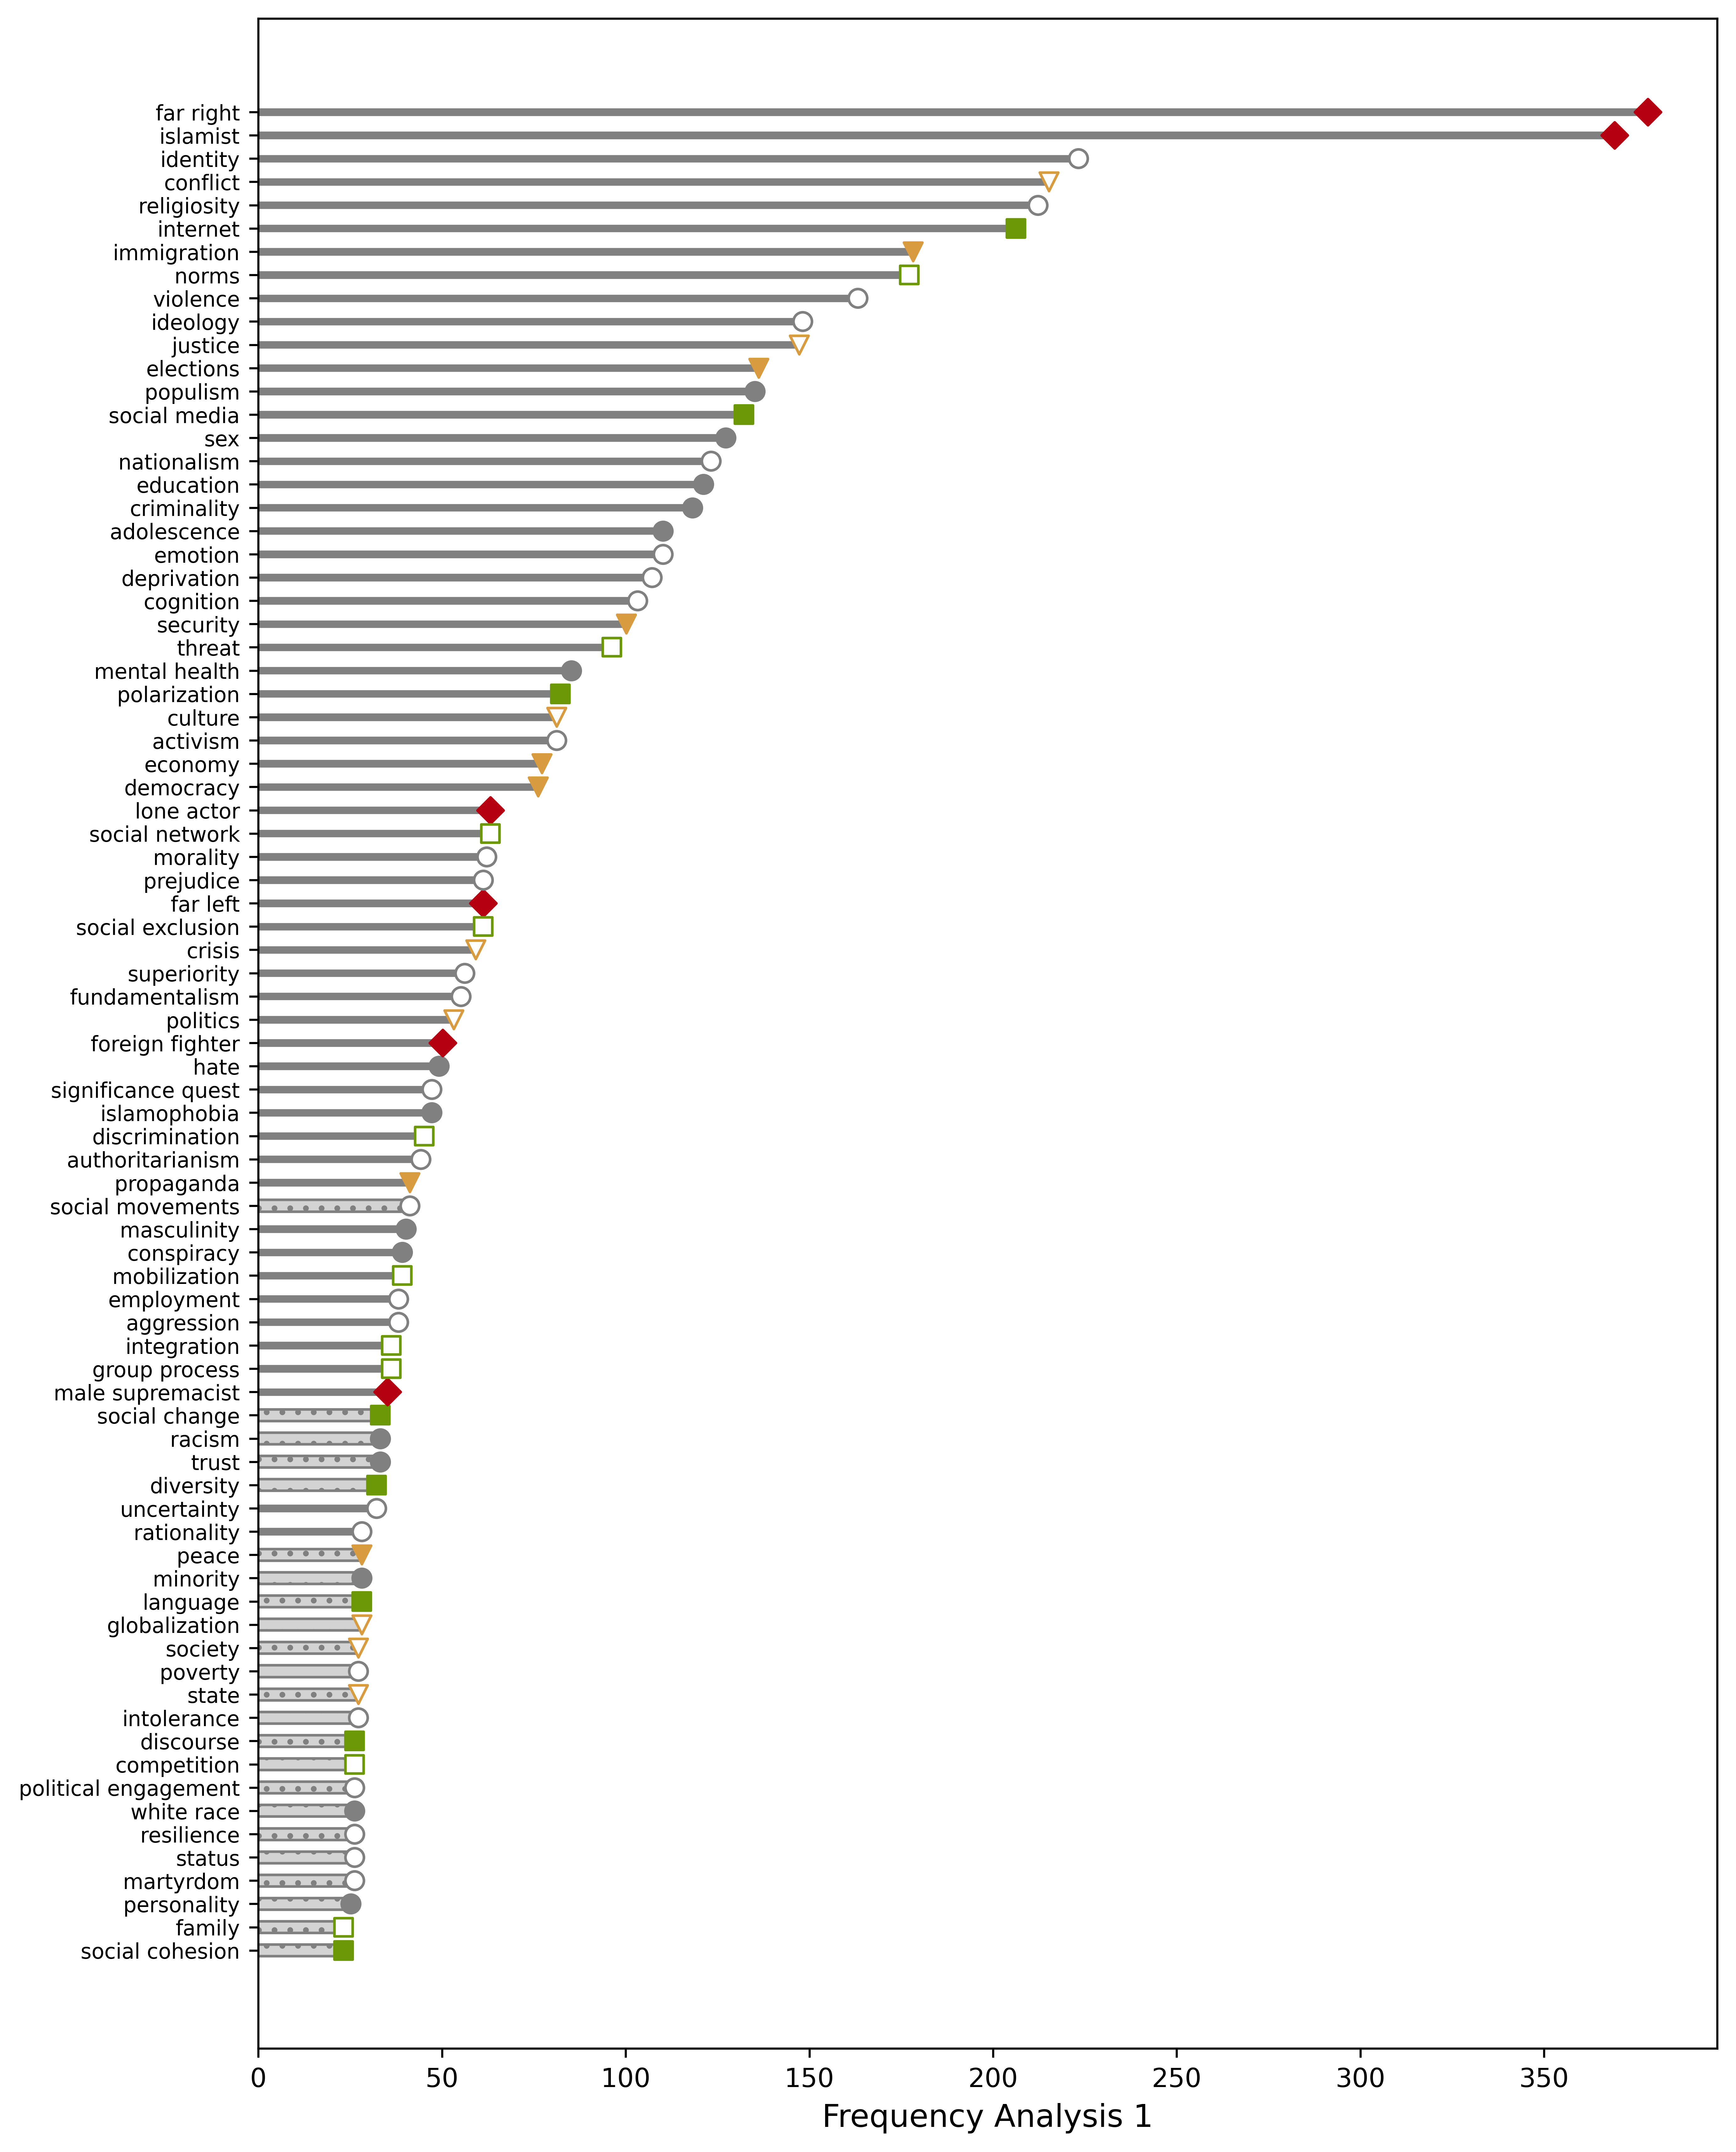 far right
islamist
identity
conflict
religiosity
internet
immigration
norms
violence
ideology
justice
elections
populism
social media
sex
nationalism
education
criminality
adolescence
emotion
deprivation
cognition
security
threat
mental health
polarization
culture
activism
economy
democracy
lone actor
social network
morality
prejudice
far left
social exclusion
crisis
superiority
fundamentalism
politics
foreign fighter
hate
significance quest
islamophobia
discrimination
authoritarianism
propaganda
social movements
masculinity
conspiracy
mobilization
employment
aggression
integration
group process
male supremacist
social change
racism
trust
diversity
uncertainty
rationality
peace
minority
language
globalization
society
poverty
state
intolerance
discourse
competition
political engagement
white race
resilience
status
martyrdom
personality
family
social cohesion
0 50 100 150 200 250 300 350
Frequency Analysis 1